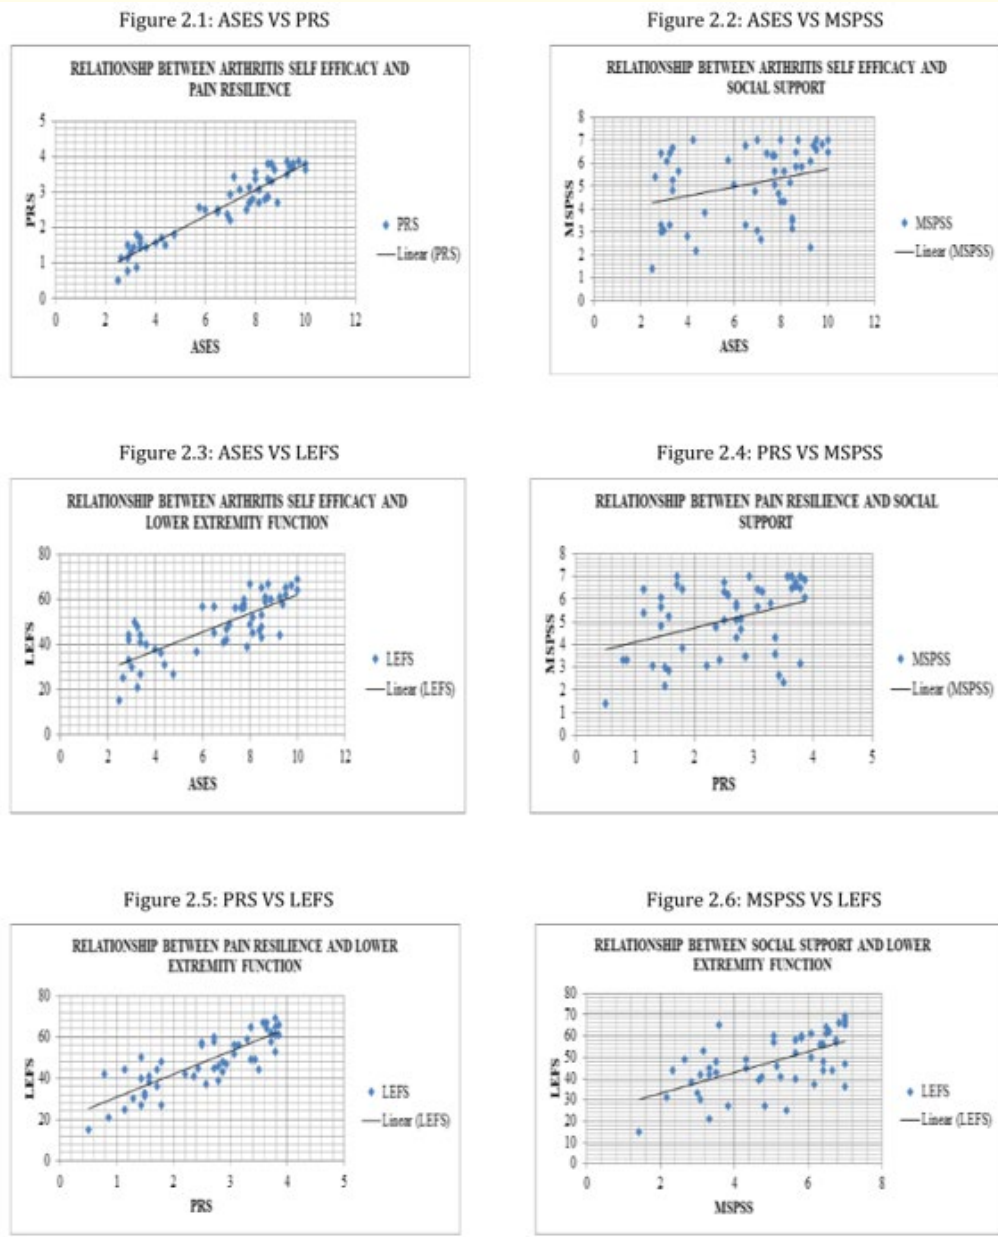 Figure 2.1: ASES VS PRS
RELATIONSHIP BETWEEN ARTHRITIS SELF EFFICACY AND
PAIN RESILIENCE
5
4
3
2
1
0
PRS
0 2 4 6 8 10 12
ASES
PRS
Linear (PRS)
Figure 2.2: ASES VS MSPSS
RELATIONSHIP BETWEEN ARTHRITIS SELF EFFICACY AND
SOCIAL SUPPORT
8
7
6
5
4
3
2
1
0
MSPSS
0 2 4 6 8 10 12
ASES
MSPSS
Linear (MSPSS)
Figure 2.3: ASES VS LEFS
RELATIONSHIP BETWEEN ARTHRITIS SELF EFFICACY AND
LOWER EXTREMITY FUNCTION
80
60
40
20
0
LEFS
0 2 4 6 8 10 12
ASES
LEFS
Linear (LEFS)
Figure 2.4: PRS VS MSPSS
RELATIONSHIP BETWEEN PAIN RESILIENCE AND SOCIAL
SUPPORT
8
7
6
5
4
3
2
1
0
MSPSS
0 1 2 3 4 5
PRS
MSPSS
Linear (MSPSS)
Figure 2.5: PRS VS LEFS
RELATIONSHIP BETWEEN PAIN RESILIENCE AND LOWER
EXTREMITY FUNCTION
80
60
40
20
0
LEFS
0 1 2 3 4 5
PRS
LEFS
Linear (LEFS)
Figure 2.6: MSPSS VS LEFS
RELATIONSHIP BETWEEN SOCIAL SUPPORT AND LOWER
EXTREMITY FUNCTION
80
70
60
50
40
30
20
10
0
LEFS
0 2 4 6 8
MSPSS
LEFS
Linear (LEFS)